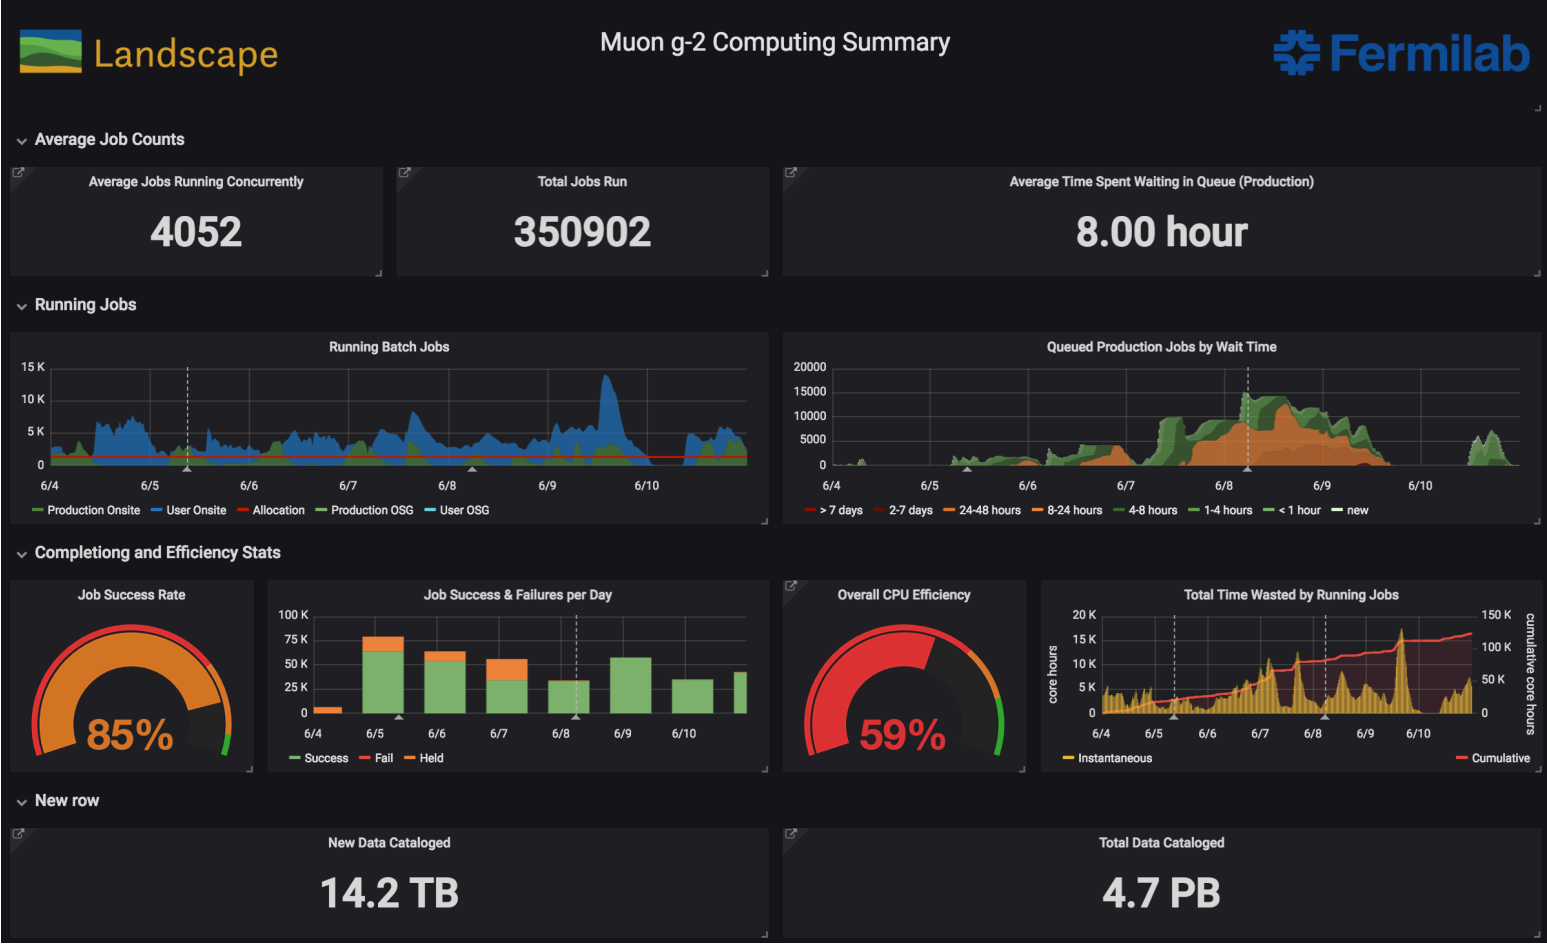 Landscape
Muon g-2 Computing Summary
Fermilab
Average Job Counts
Average Jobs Running Concurrently
4052
Total Jobs Run
350902
Average Time Spent Waiting in Queue (Production)
8.00 hour
Running Jobs
Running Batch Jobs
15 K
10 K
5 K
0
6/4 6/5 6/6 6/7 6/8 6/9 6/10
Production Onsite User Onsite Allocation Production OSG User OSG
Queued Production Jobs by Wait Time
20000
15000
10000
5000
0
6/4 6/5 6/6 6/7 6/8 6/9 6/10
> 7 days 2-7 days 24-48 hours 8-24 hours 4-8 hours 1-4 hours < 1 hour new
Completiong and Efficiency Stats
Job Success Rate
85%
Job Success & Failures per Day
100 K
75 K
50 K
25 K
0
6/4 6/5 6/6 6/7 6/8 6/9 6/10
Success Fail Held
Overall CPU Efficiency
59%
Total Time Wasted by Running Jobs
core hours
20 K
15 K
10 K
5 K
0
150 K
100 K
50 K
0
cumulative core hours
6/4 6/5 6/6 6/7 6/8 6/9 6/10
Instantaneous
Cumulative
New row
New Data Cataloged
14.2 TB
Total Data Cataloged
4.7 PB